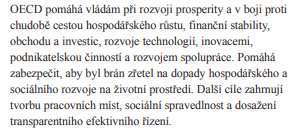 OECD pomáhá vládám při rozvoji prosperity a v boji proti
chudobě cestou hospodářského růstu, finanční stability,
obchodu a investic, rozvoje technologií, inovacemi,
podnikatelskou činností a rozvojem spolupráce. Pomáhá
zabezpečit, aby byl brán zřetel na dopady hospodářského a
sociálního rozvoje na životní prostředí. Další cíle zahrnují
tvorbu pracovních míst, sociální spravedlnost a dosažení
transparentního efektivního řízení.